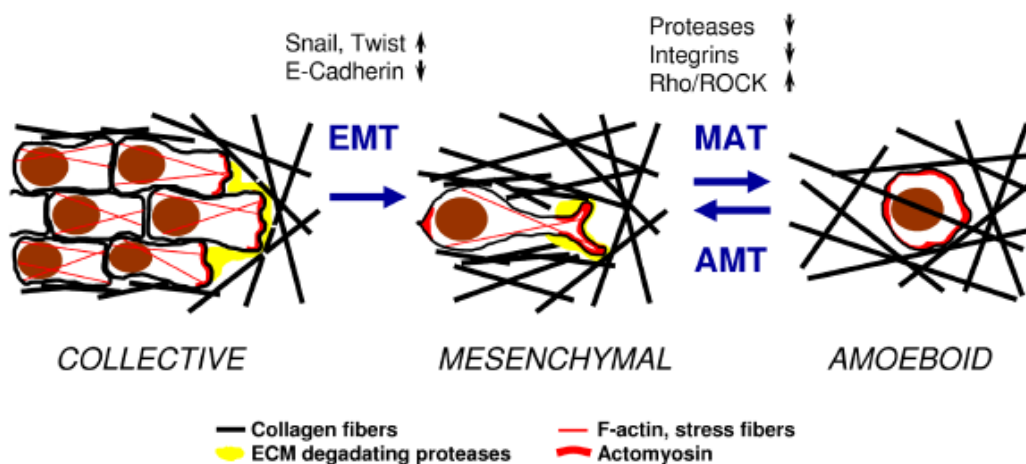 Snail, Twist ↑
E-Cadherin ↓
Proteases ↓
Integrins ↓
Rho/ROCK ↑
EMT
MAT
AMT
COLLECTIVE
MESENCHYMAL
AMOEBOID
Collagen fibers
F-actin, stress fibers
ECM degadating proteases
Actomyosin